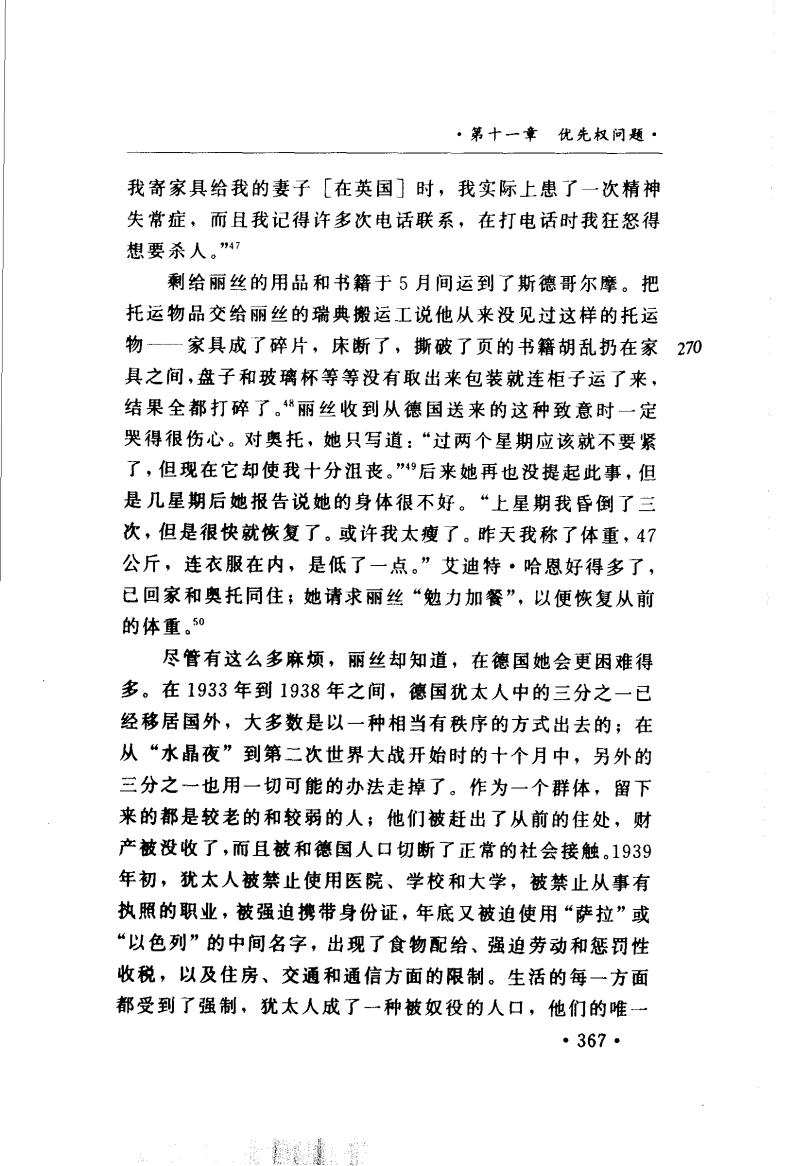 ·第十一章 优先权问题·
我寄家具给我的妻子［在英国］时，我实际上患了一次精神
失常症，而且我记得许多次电话联系，在打电话时我狂怒得
想要杀人。”47
剩给丽丝的用品和书籍于5月间运到了斯德哥尔摩。把
托运物品交给丽丝的瑞典搬运工说他从来没见过这样的托运
物——家具成了碎片，床断了，撕破了页的书籍胡乱扔在家 270
具之间，盘子和玻璃杯等等没有取出来包装就连柜子运了来，
结果全都打碎了。48丽丝收到从德国送来的这种致意时一定
哭得很伤心。对奥托，她只写道：“过两个星期应该就不要紧
了，但现在它却使我十分沮丧。”49后来她再也没提起此事，但
是几星期后她报告说她的身体很不好。“上星期我昏倒了三
次，但是很快就恢复了。或许我太瘦了。昨天我称了体重，47
公斤，连衣服在内，是低了一点。”艾迪特·哈恩好得多了，
已回家和奥托同住；她请求丽丝“勉力加餐”，以便恢复从前
的体重。50
尽管有这么多麻烦，丽丝却知道，在德国她会更困难得
多。在1933年到1938年之间，德国犹太人中的三分之一已
经移居国外，大多数是以一种相当有秩序的方式出去的；在
从“水晶夜”到第二次世界大战开始时的十个月中，另外的
三分之一也用一切可能的办法走掉了。作为一个群体，留下
来的都是较老的和较弱的人；他们被赶出了从前的住处，财
产被没收了，而且被和德国人口切断了正常的社会接触。1939
年初，犹太人被禁止使用医院、学校和大学，被禁止从事有
执照的职业，被强迫携带身份证，年底又被迫使用“萨拉”或
“以色列”的中间名字，出现了食物配给、强迫劳动和惩罚性
收税，以及住房、交通和通信方面的限制。生活的每一方面
都受到了强制，犹太人成了一种被奴役的人口，他们的唯一
·367·